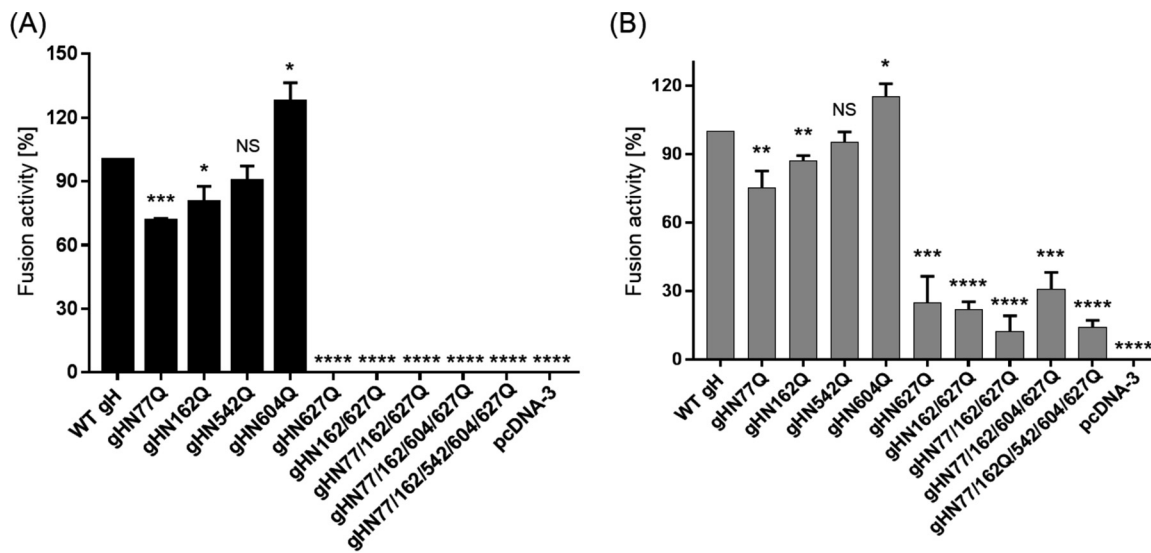 (A)
Fusion activity [%]
150
120
90
60
30
0
***
*
NS
*
****
****
****
****
****
****
WT gH
gHN77Q
gHN162Q
gHN542Q
gHN604Q
gHN627Q
gHN162/627Q
gHN77/162/627Q
gHN77/162/604/627Q
gHN77/162/542/604/627Q
pcDNA-3
(B)
Fusion activity [%]
120
90
60
30
0
**
**
NS
*
***
****
****
***
****
****
WT gH
gHN77Q
gHN162Q
gHN542Q
gHN604Q
gHN627Q
gHN162/627Q
gHN77/162/627Q
gHN77/162/604/627Q
gHN77/162Q/542/604/627Q
pcDNA-3